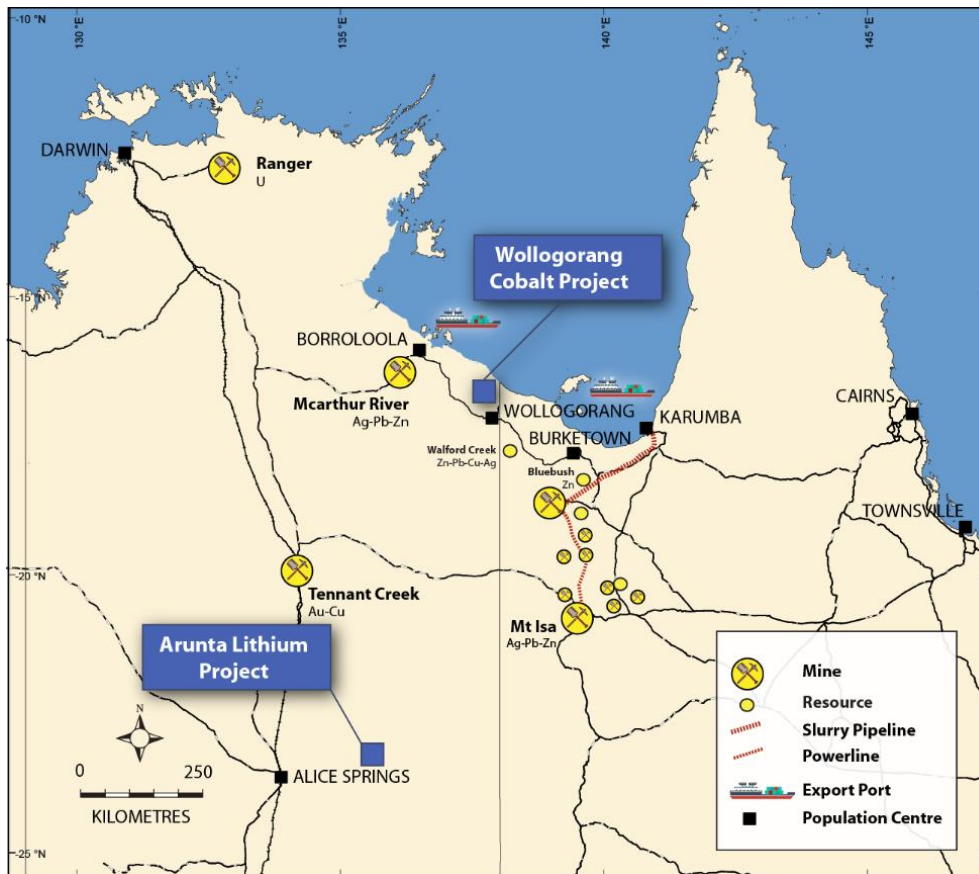 -10 °N
130 °E
135 °E
140 °E
145 °E
DARWIN
Ranger
U
Wollogorang
Cobalt Project
-15 °N
BORROLOOLA
Mcarthur River
Ag-Pb-Zn
WOLLOGORANG
KARUMBA
CAIRNS
BURKETOWN
Walford Creek
Zn-Pb-Cu-Ag
Bluebush
Zn
TOWNSVILLE
-20 °N
Tennant Creek
Au-Cu
Mt Isa
Ag-Pb-Zn
Arunta Lithium
Project
N
0 250
KILOMETRES
ALICE SPRINGS
-25 °N
Mine
Resource
Slurry Pipeline
Powerline
Export Port
Population Centre